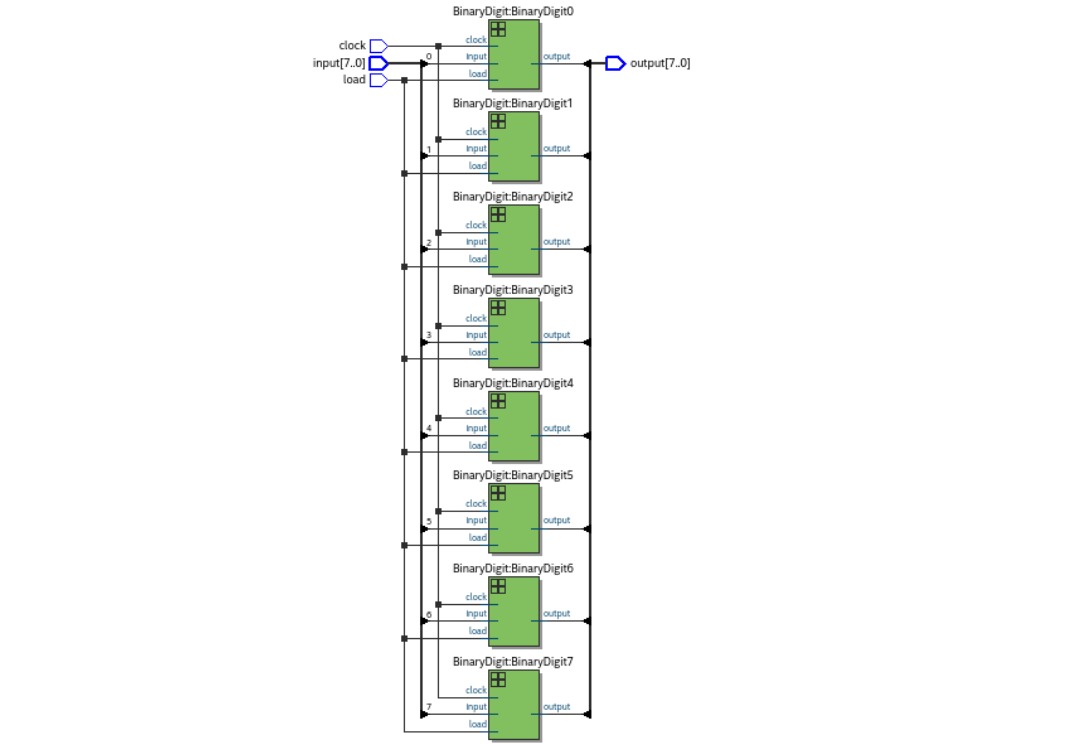 BinaryDigit:BinaryDigit0
clock
clock
input[7..0]
0
input
output
output[7..0]
load
load
BinaryDigit:BinaryDigit1
clock
1
input
output
load
BinaryDigit:BinaryDigit2
clock
2
input
output
load
BinaryDigit:BinaryDigit3
clock
3
input
output
load
BinaryDigit:BinaryDigit4
clock
4
input
output
load
BinaryDigit:BinaryDigit5
clock
5
input
output
load
BinaryDigit:BinaryDigit6
clock
6
input
output
load
BinaryDigit:BinaryDigit7
clock
7
input
output
load